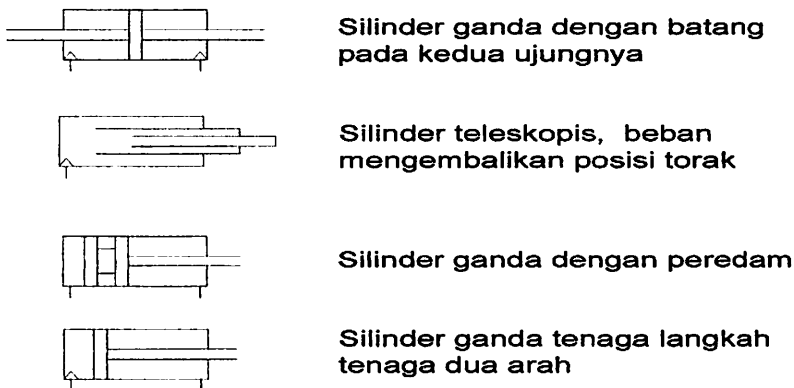 Silinder ganda dengan batang
pada kedua ujungnya
Silinder teleskopis, beban
mengembalikan posisi torak
Silinder ganda dengan peredam
Silinder ganda tenaga langkah
tenaga dua arah